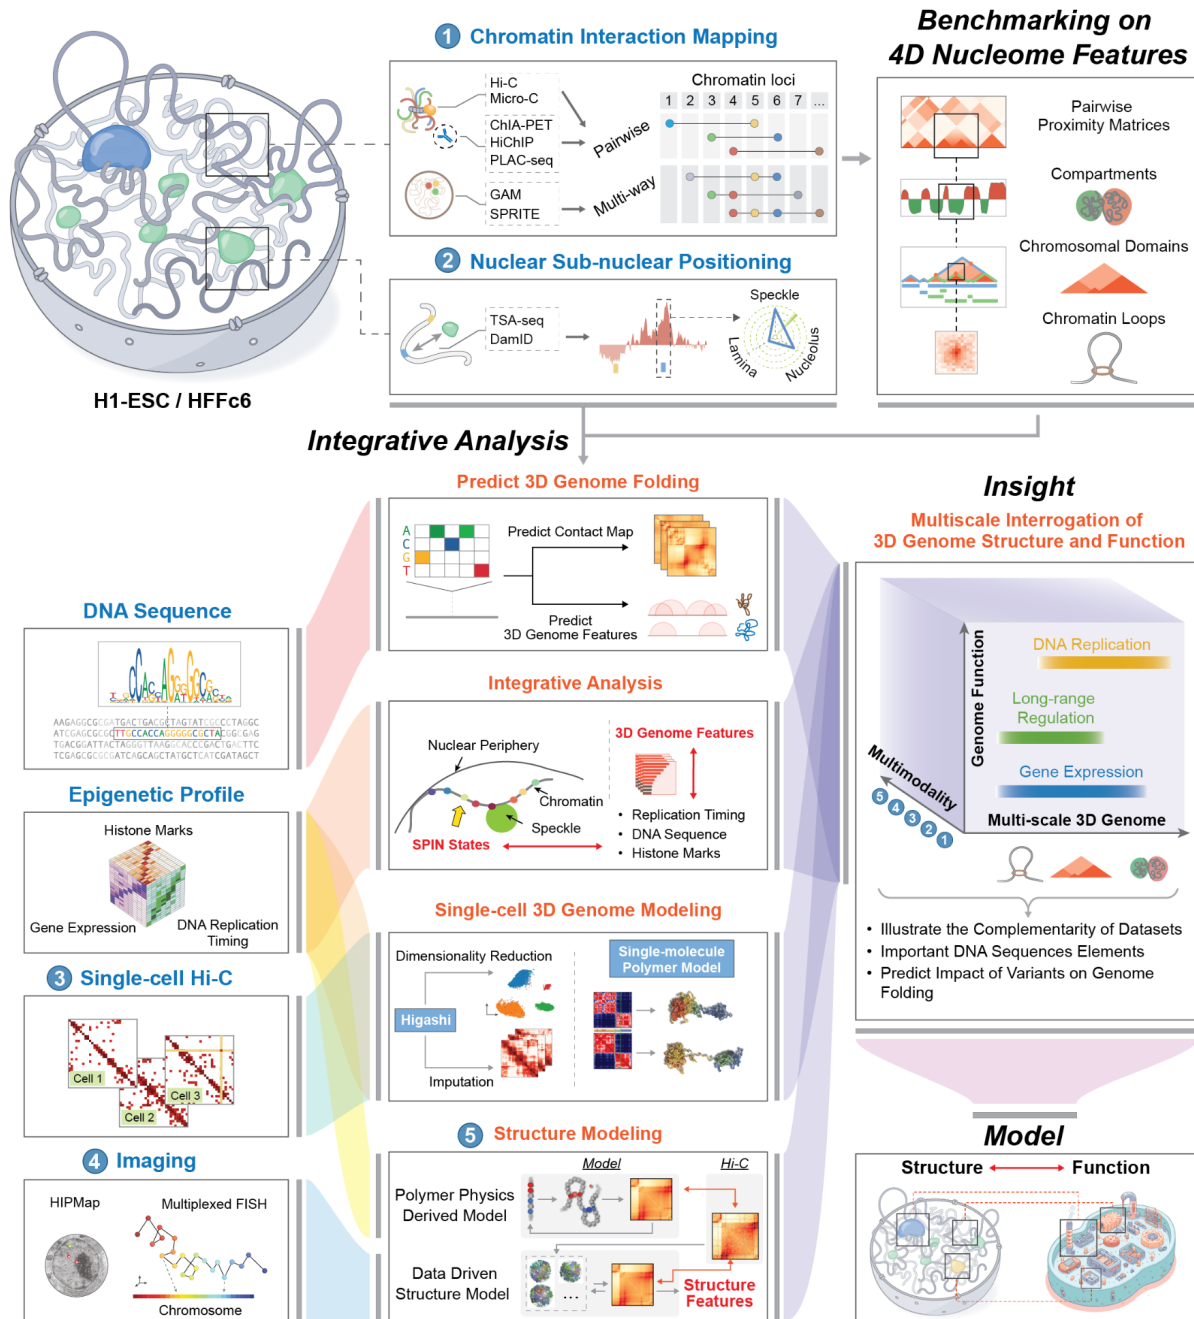 1 Chromatin Interaction Mapping
Hi-C
Micro-C
ChIA-PET
HiChIP
PLAC-seq
GAM
SPRITE
Pairwise
Multi-way
Chromatin loci
1 2 3 4 5 6 7 ...
2 Nuclear Sub-nuclear Positioning
TSA-seq
DamID
Speckle
Lamina
Nucleolus
H1-ESC / HFFc6
Benchmarking on
4D Nucleome Features
Pairwise
Proximity Matrices
Compartments
Chromosomal Domains
Chromatin Loops
Integrative Analysis
Predict 3D Genome Folding
A
C
G
T
Predict Contact Map
Predict
3D Genome Features
DNA Sequence
AAGAGGCGCGATGACTGACGCTAGTATCGCCCTAGGC
ATCGAGCGCGCTTGCCACCAGGGGGCGCTACGGCGAG
TGACGGATTACTAGGGTTAAGGCACCCGACTGACTTC
TCGAGCGCGCGATCAGCAGCTATGCTCATCGATAGCT
Epigenetic Profile
Histone Marks
Gene Expression
DNA Replication
Timing
3 Single-cell Hi-C
Cell 1
Cell 2
Cell 3
4 Imaging
HIPMap
Multiplexed FISH
Chromosome
Integrative Analysis
Nuclear Periphery
Chromatin
Speckle
SPIN States
3D Genome Features
• Replication Timing
• DNA Sequence
• Histone Marks
Single-cell 3D Genome Modeling
Dimensionality Reduction
Higashi
Imputation
Single-molecule
Polymer Model
5 Structure Modeling
Model
Hi-C
Polymer Physics
Derived Model
Data Driven
Structure Model
...
Structure
Features
Insight
Multiscale Interrogation of
3D Genome Structure and Function
Genome Function
DNA Replication
Long-range
Regulation
Gene Expression
Multimodality
5 4 3 2 1
Multi-scale 3D Genome
• Illustrate the Complementarity of Datasets
• Important DNA Sequences Elements
• Predict Impact of Variants on Genome
Folding
Model
Structure
Function